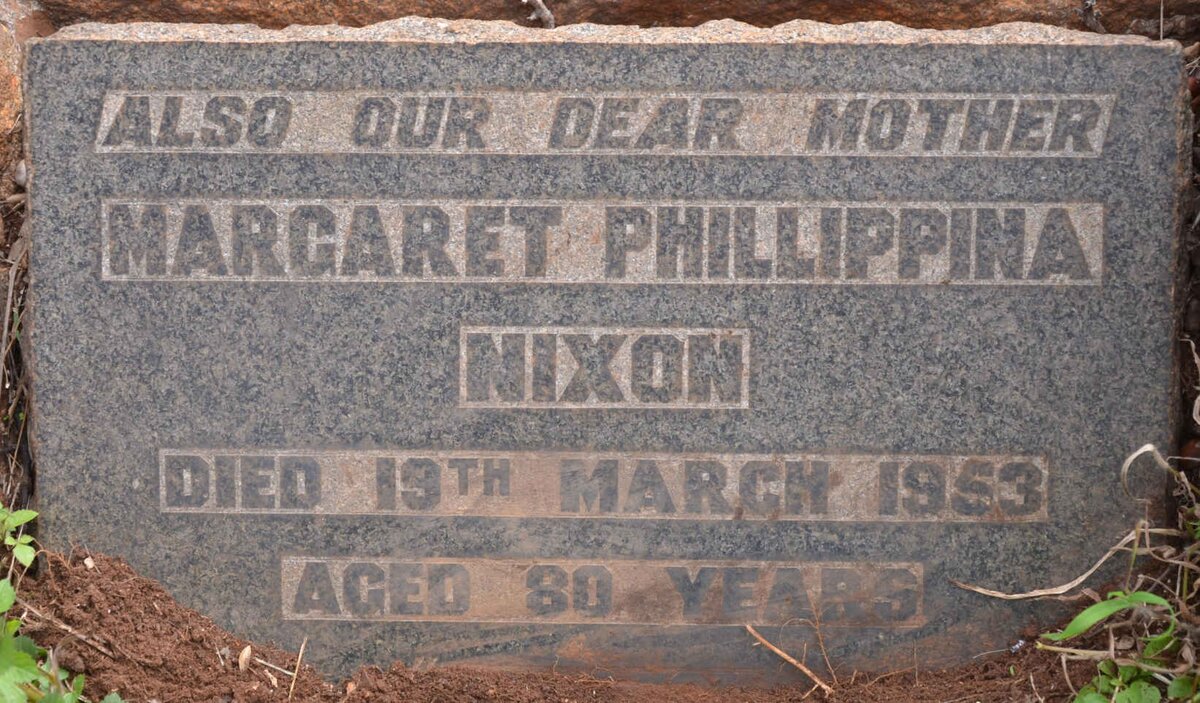 ALSO OUR DEAR MOTHER
MARGARET PHILLIPPINA
NIXON
DIED 19TH MARCH 1953
AGED 80 YEARS